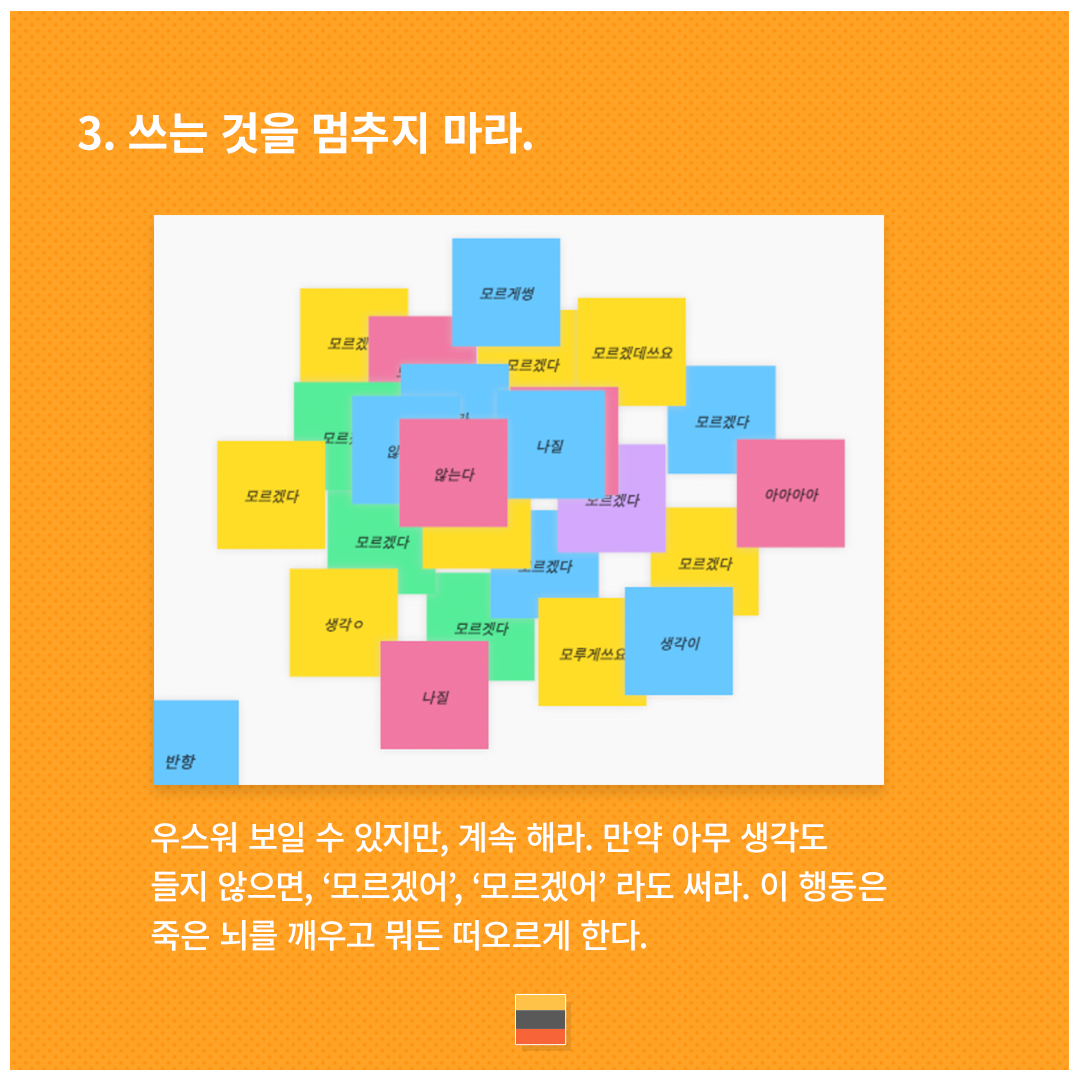 3. 쓰는 것을 멈추지 마라.
모르게썽
모르겠다
모르겠데쓰요
모르겠다
나질
않는다
모르겠다
모르겠다
아아아아
모르겠다
모르겠다
모르겠다
생각ㅇ
모르겟다
모루게쓰요
생각이
나질
반항
우스워 보일 수 있지만, 계속 해라. 만약 아무 생각도
들지 않으면, ‘모르겠어’, ‘모르겠어’ 라도 써라. 이 행동은
죽은 뇌를 깨우고 뭐든 떠오르게 한다.